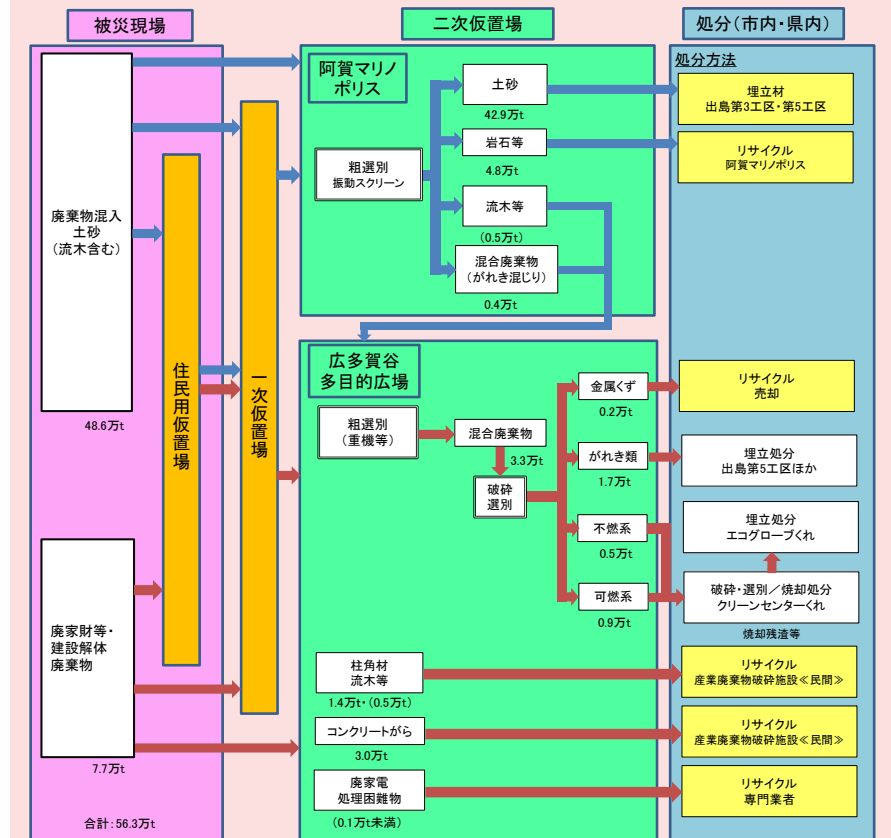 被災現場
二次仮置場
処分(市内・県内)
廃棄物混入
土砂
(流木含む)
48.6万t
廃家財等・
建設解体
廃棄物
7.7万t
合計:56.3万t
住民用仮置場
一次仮置場
阿賀マリノ
ポリス
粗選別
振動スクリーン
土砂
42.9万t
岩石等
4.8万t
流木等
(0.5万t)
混合廃棄物
(がれき混じり)
0.4万t
広多賀谷
多目的広場
粗選別
(重機等)
混合廃棄物
3.3万t
破砕
選別
金属くず
0.2万t
がれき類
1.7万t
不燃系
0.5万t
可燃系
0.9万t
柱角材
流木等
1.4万t・(0.5万t)
コンクリートがら
3.0万t
廃家電
処理困難物
(0.1万t未満)
処分方法
埋立材
出島第3工区・第5工区
リサイクル
阿賀マリノポリス
リサイクル
売却
埋立処分
出島第5工区ほか
埋立処分
エコグローブくれ
破砕・選別/焼却処分
クリーンセンターくれ
焼却残渣等
リサイクル
産業廃棄物破砕施設≪民間≫
リサイクル
産業廃棄物破砕施設≪民間≫
リサイクル
専門業者